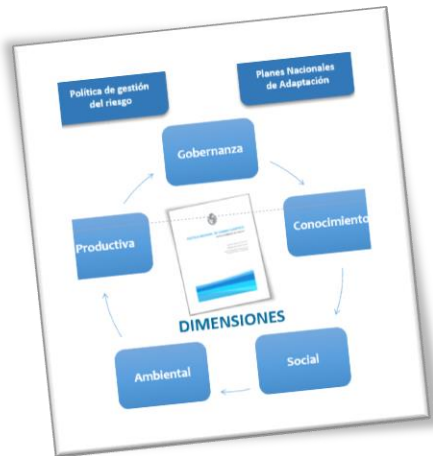 Política de gestión
del riesgo
Planes Nacionales
de Adaptación
Gobernanza
Productiva
Conocimiento
DIMENSIONES
Ambiental
Social